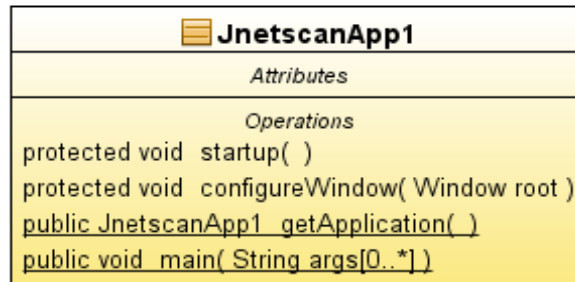 JnetscanApp1
Attributes
Operations
protected void startup( )
protected void configureWindow( Window root )
public JnetscanApp1 getApplication( )
public void main( String args[0..*] )